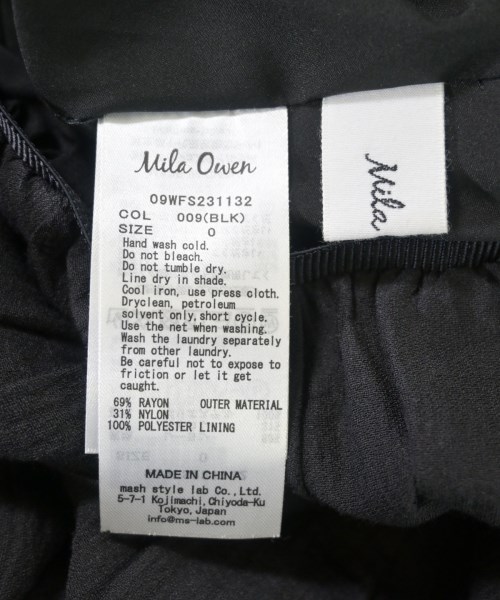 Mila Owen
09WFS231132
COL 009(BLK)
SIZE 0
Hand wash cold.
Do not bleach.
Do not tumble dry.
Line dry in shade.
Cool iron, use press cloth.
Dryclean, petroleum
solvent only, short cycle.
Use the net when washing.
Wash the laundry separately
from other laundry.
Be careful not to expose to
friction or let it get
caught.
69% RAYON OUTER MATERIAL
31% NYLON
100% POLYESTER LINING
MADE IN CHINA
mash style lab Co., Ltd.
5-7-1 Kojimachi, Chiyoda-Ku
Tokyo, Japan
info@ms-lab.com
Mila